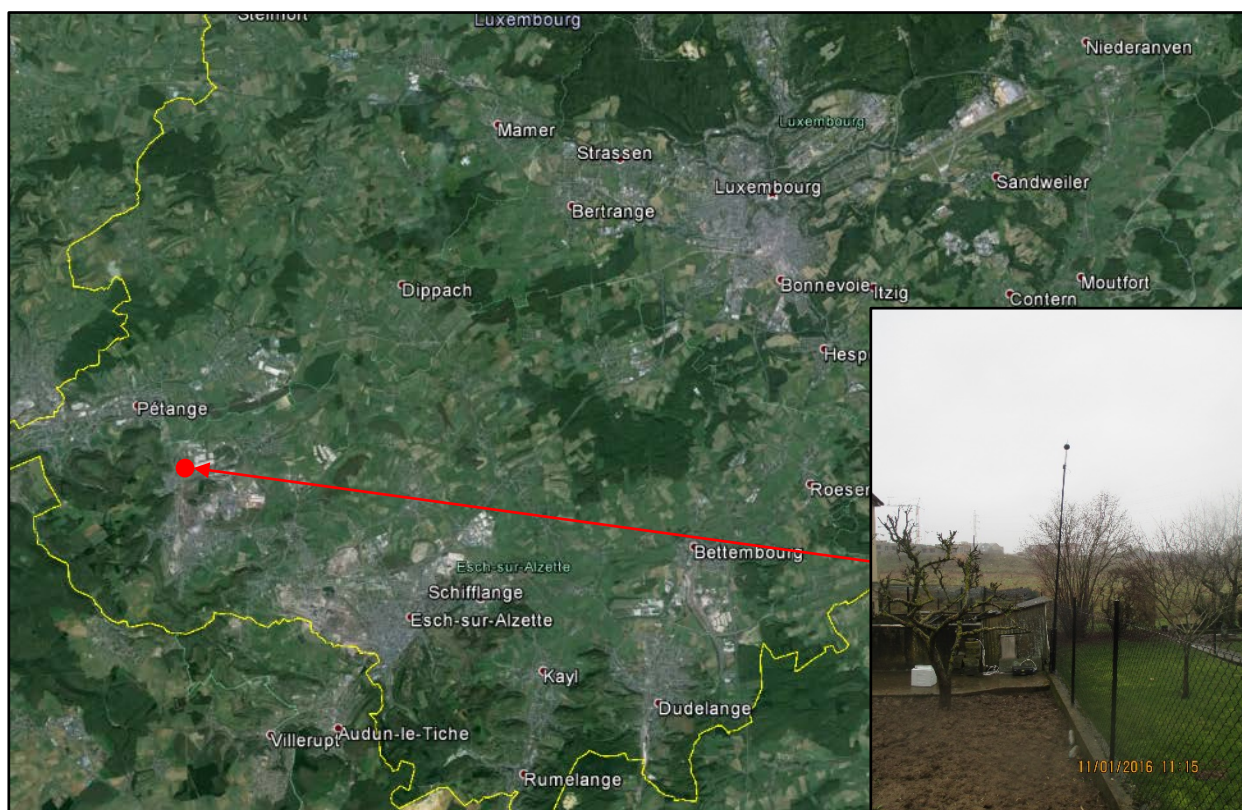 Steinfort
Luxembourg
Niederanven
Mamer
Luxembourg
Strassen
Luxembourg
Sandweiler
Bertrange
Dippach
Bonnevoie
Itzig
Contern
Moutfort
Hespe
Pétange
Roeser
Bettembourg
Esch-sur-Alzette
Schifflange
Esch-sur-Alzette
Kayl
Dudelange
Villerupt
Audun-le-Tiche
Rumelange
11/01/2016 11:15